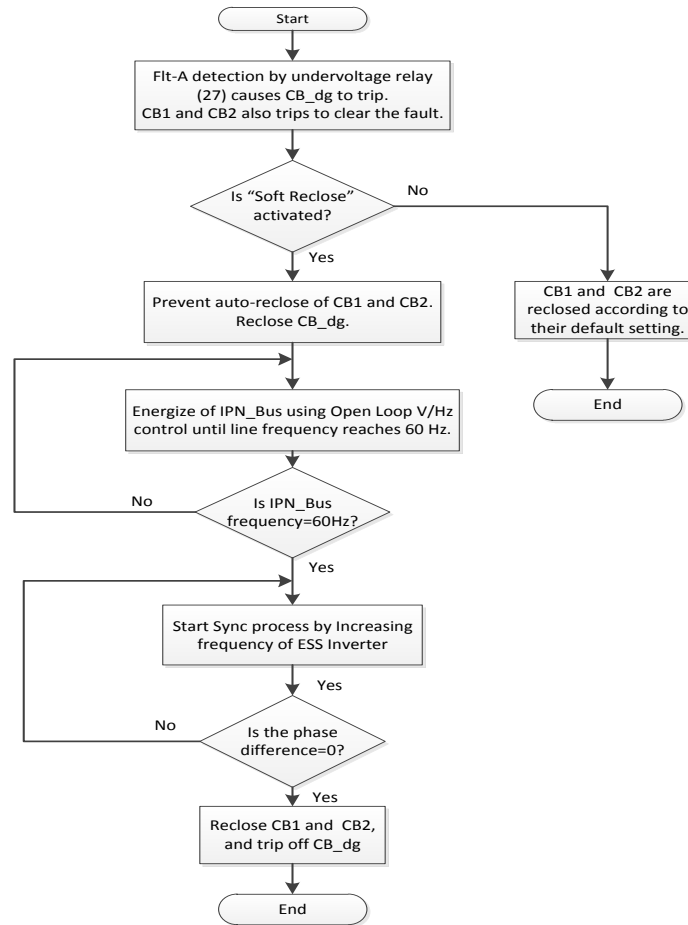 Start
Flt-A detection by undervoltage relay
(27) causes CB_dg to trip.
CB1 and CB2 also trips to clear the fault.
Is “Soft Reclose”
activated?
No
Yes
Prevent auto-reclose of CB1 and CB2.
Reclose CB_dg.
CB1 and  CB2 are
reclosed according to
their default setting.
End
Energize of IPN_Bus using Open Loop V/Hz
control until line frequency reaches 60 Hz.
No
Is IPN_Bus
frequency=60Hz?
Yes
Start Sync process by Increasing
frequency of ESS Inverter
Yes
No
Is the phase
difference=0?
Yes
Reclose CB1 and  CB2,
and trip off CB_dg
End